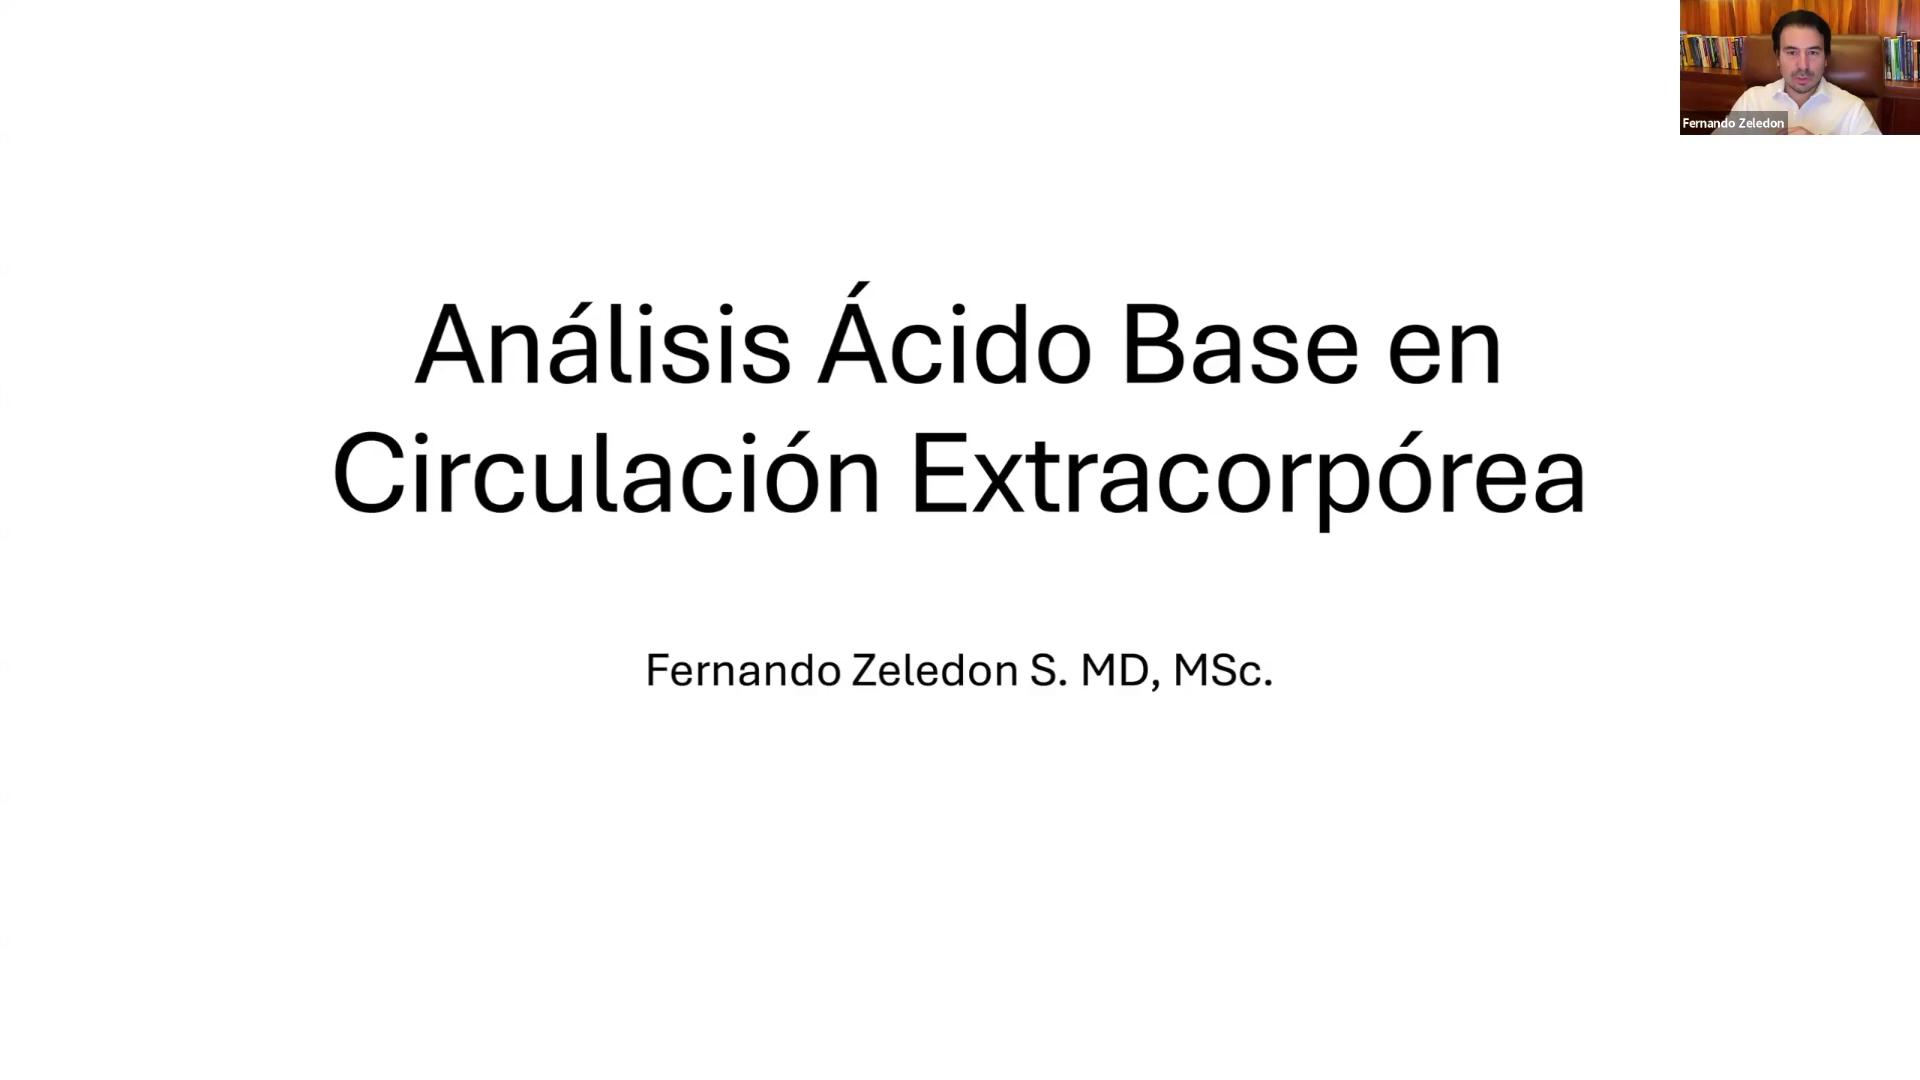 Fernando Zeledon
Análisis Ácido Base en
Circulación Extracorpórea
Fernando Zeledon S. MD, MSc.